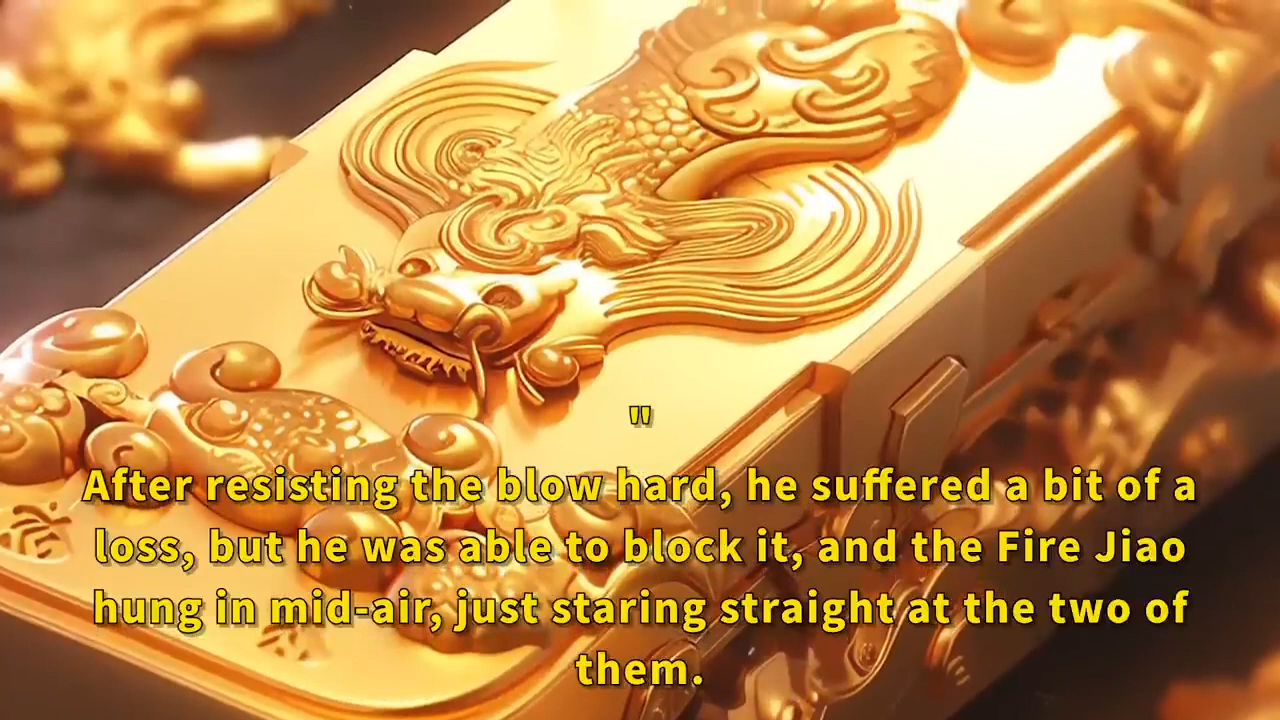 "
After resisting the blow hard, he suffered a bit of a
loss, but he was able to block it, and the Fire Jiao
hung in mid-air, just staring straight at the two of
them.